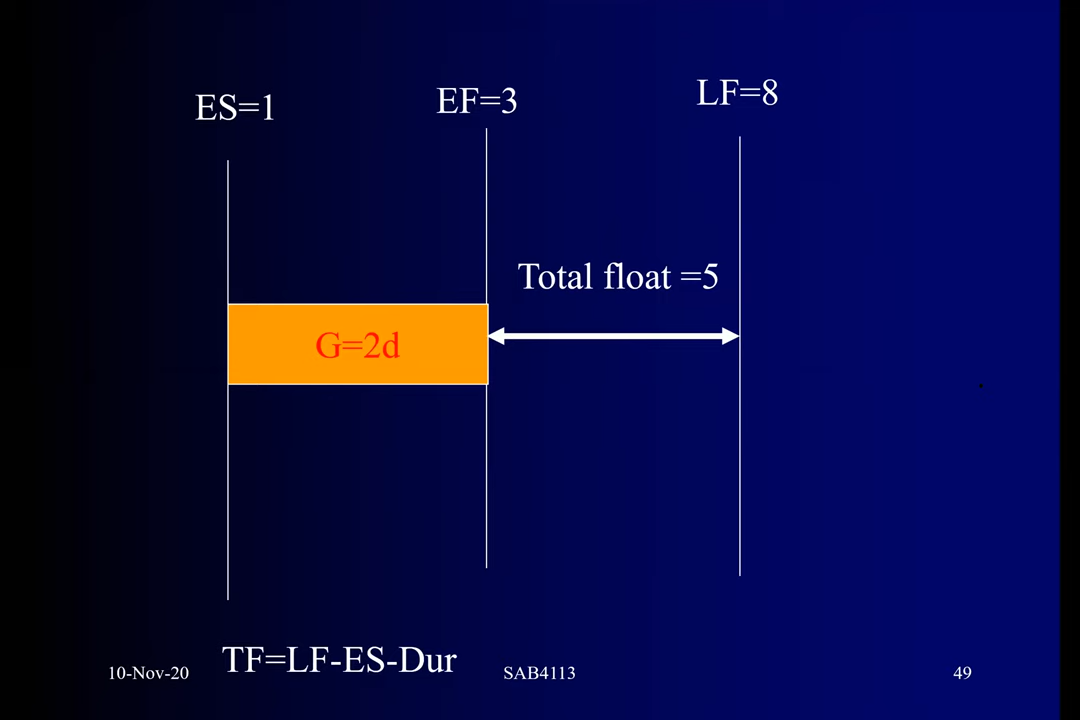 ES=1
EF=3
LF=8
Total float =5
G=2d
TF=LF-ES-Dur
10-Nov-20
SAB4113
49